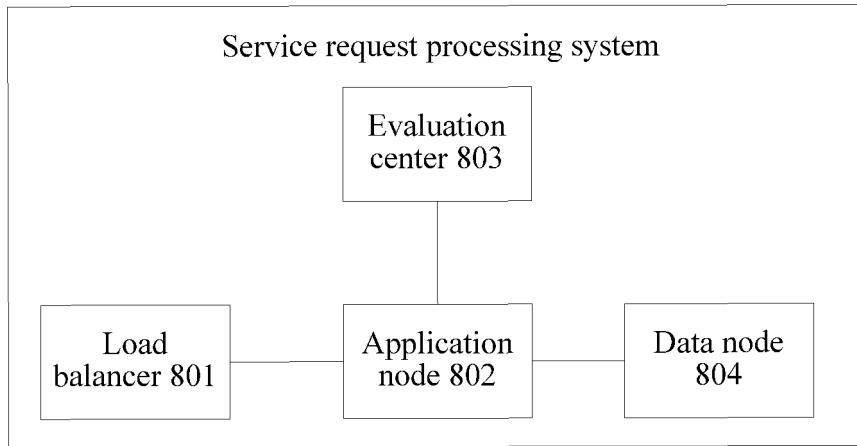 Service request processing system
Evaluation
center 803
Load
balancer 801
Application
node 802
Data node
804